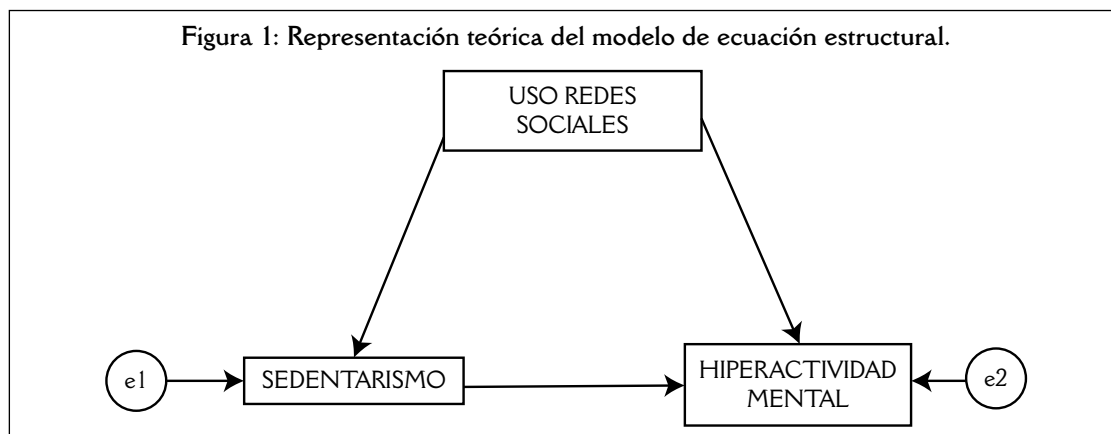 Figura 1: Representación teórica del modelo de ecuación estructural.
USO REDES
SOCIALES
e1
SEDENTARISMO
HIPERACTIVIDAD
MENTAL
e2